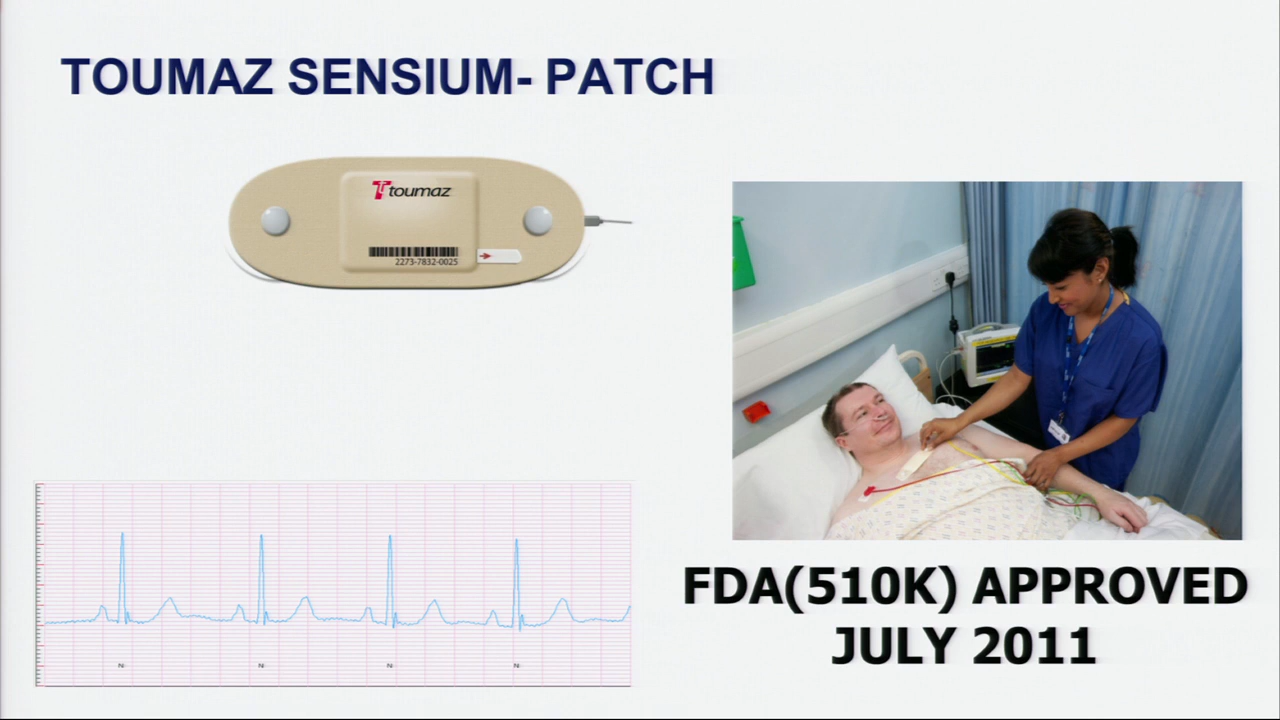 TOUMAZ SENSIUM- PATCH
toumaz
2273-7832-0025
N
N
N
N
FDA(510K) APPROVED
JULY 2011